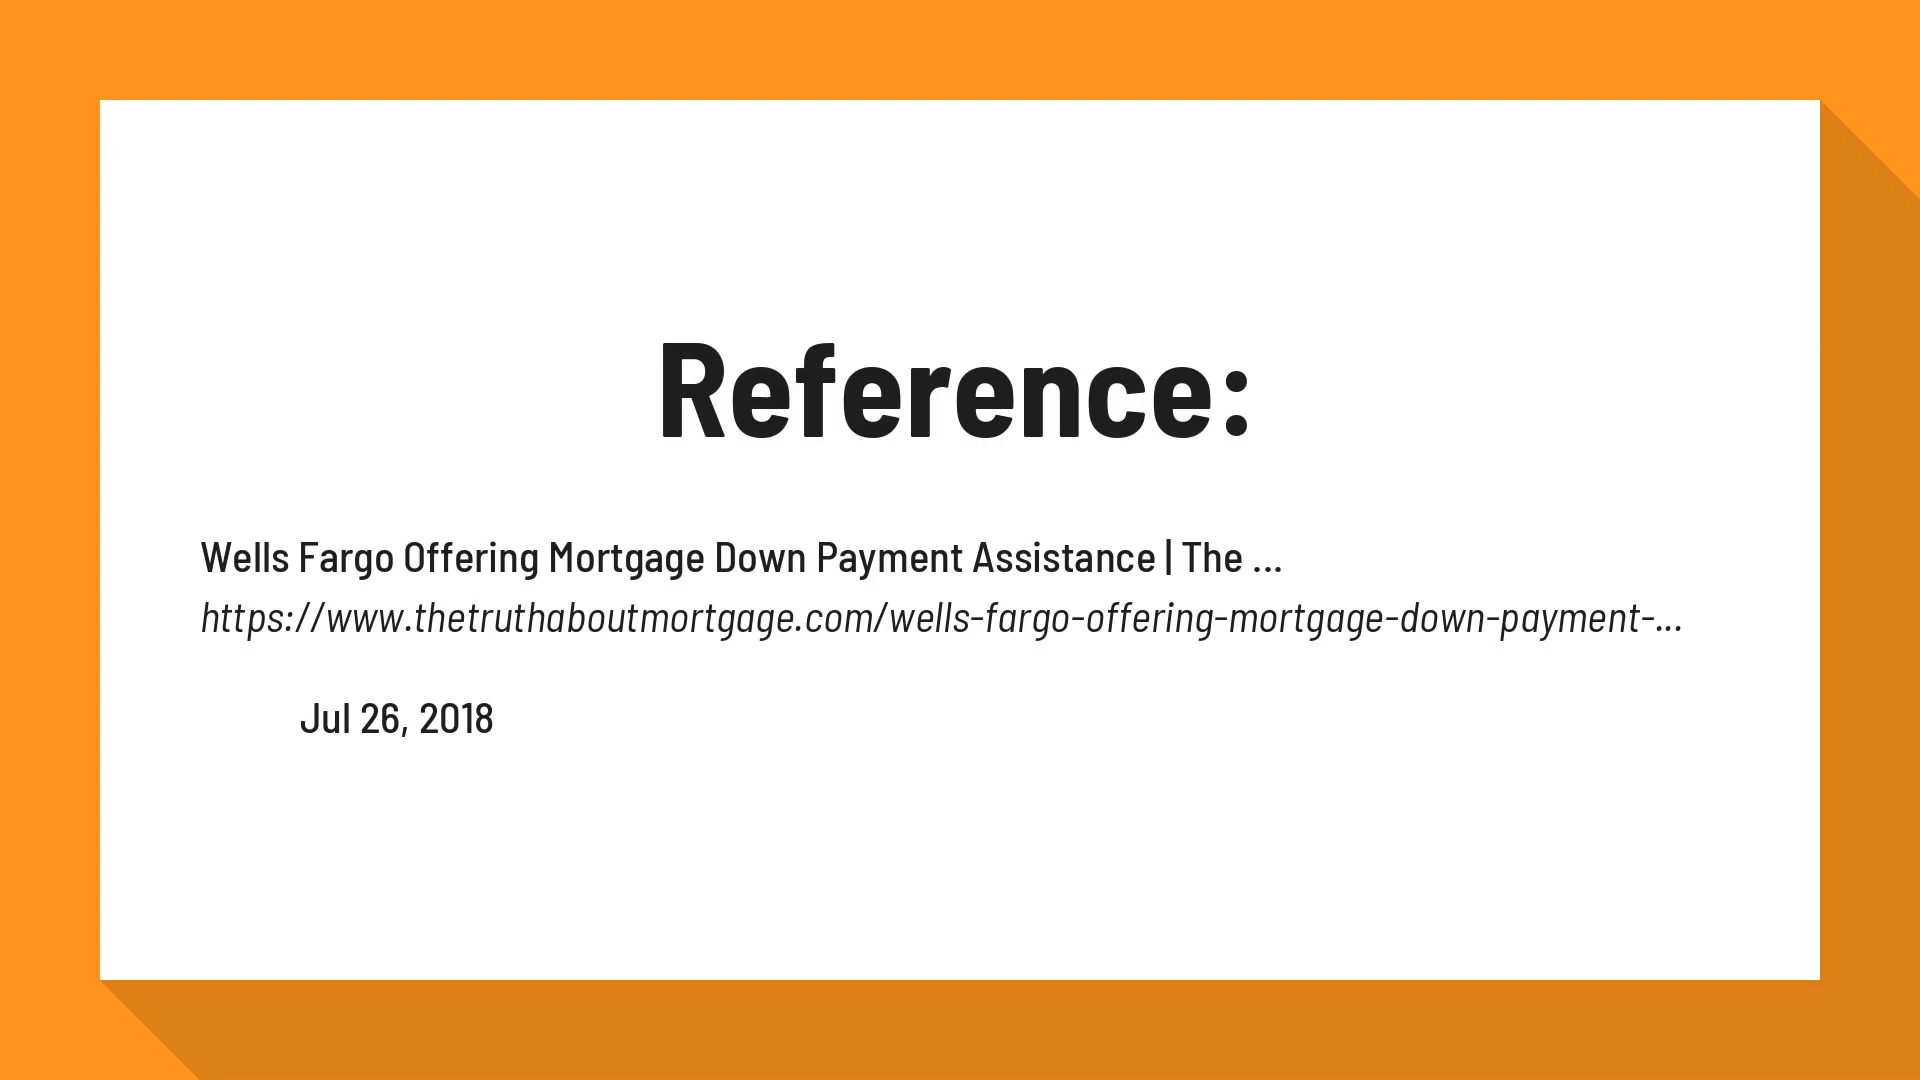 Reference:
Wells Fargo Offering Mortgage Down Payment Assistance | The ...
https://www.thetruthaboutmortgage.com/wells-fargo-offering-mortgage-down-payment-...
Jul 26, 2018